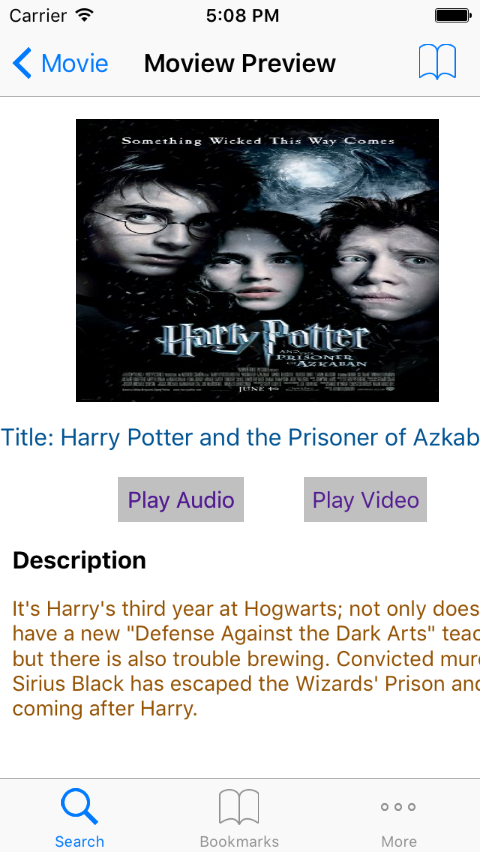 Carrier 5:08 PM
Movie Moview Preview
Something Wicked This Way Comes
Harry Potter
AND THE
PRISONER
OF AZKABAN
JUNE 4
Title: Harry Potter and the Prisoner of Azkab
Play Audio Play Video
Description
It's Harry's third year at Hogwarts; not only does
have a new "Defense Against the Dark Arts" teac
but there is also trouble brewing. Convicted mur
Sirius Black has escaped the Wizards' Prison and
coming after Harry.
Search Bookmarks More